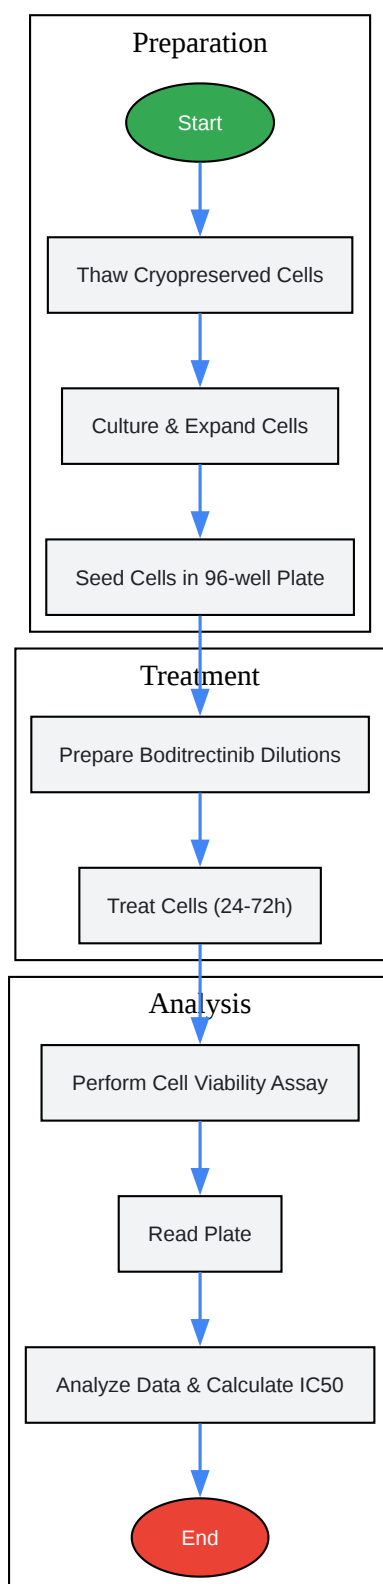 Preparation
Start
Thaw Cryopreserved Cells
Culture & Expand Cells
Seed Cells in 96-well Plate
Treatment
Prepare Boditrectinib Dilutions
Treat Cells (24-72h)
Analysis
Perform Cell Viability Assay
Read Plate
Analyze Data & Calculate IC50
End